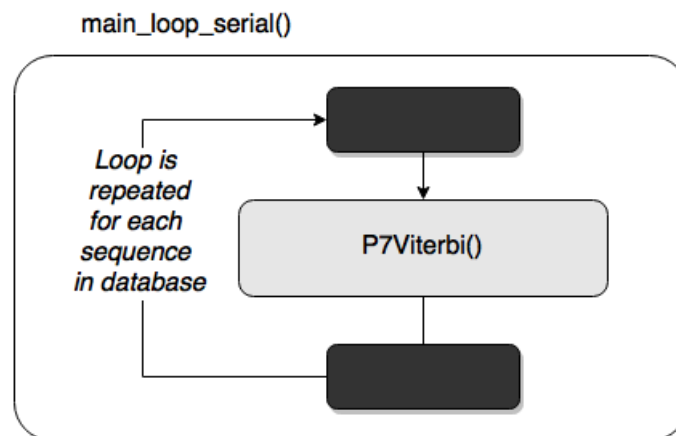 main_loop_serial()
Loop is
repeated
for each
sequence
in database
P7Viterbi()